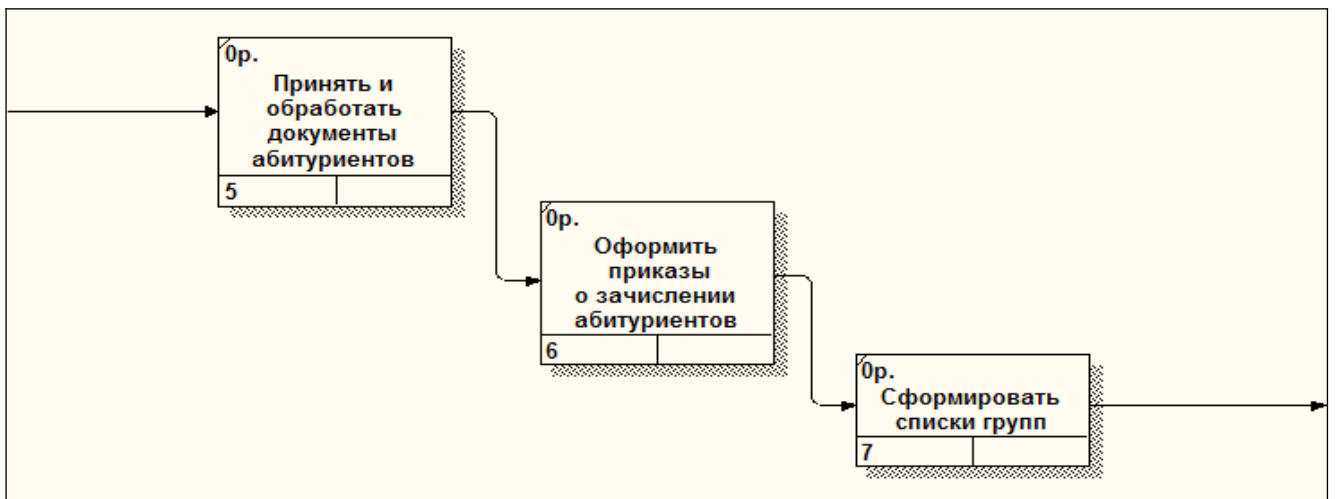 0р.
Принять и
обработать
документы
абитуриентов
5
0р.
Оформить
приказы
о зачислении
абитуриентов
6
0р.
Сформировать
списки групп
7